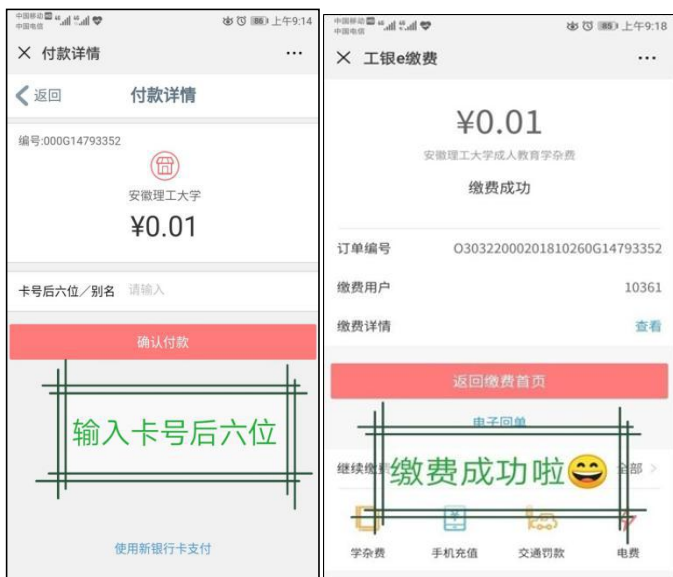 中国移动
中国电信
86 上午9:14
付款详情
返回
付款详情
编号:000G14793352
安徽理工大学
¥0.01
卡号后六位／别名 请输入
确认付款
输入卡号后六位
使用新银行卡支付
中国移动
中国电信
85 上午9:18
工银e缴费
¥0.01
安徽理工大学成人教育学杂费
缴费成功
订单编号 O30322000201810260G14793352
缴费用户 10361
缴费详情 查看
返回缴费首页
电子回单
继续缴费 全部
缴费成功啦
学杂费 手机充值 交通罚款 电费